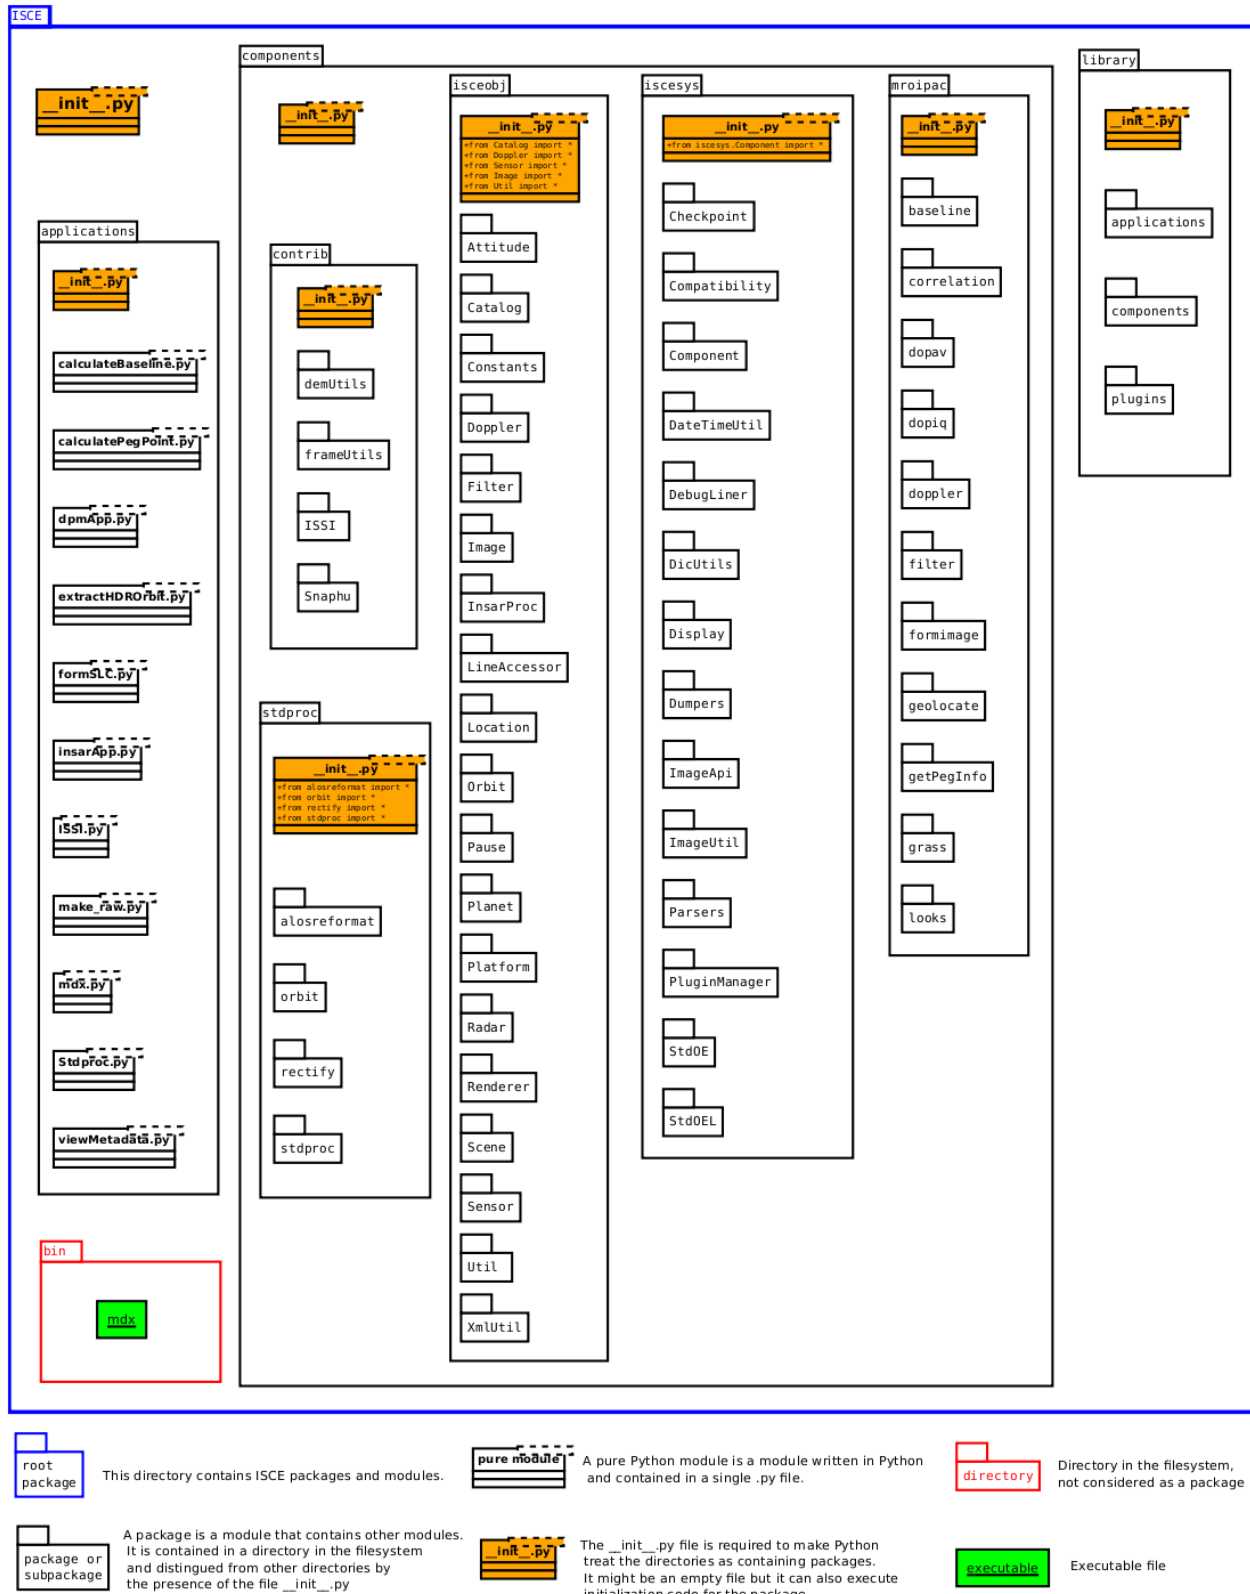 ISCE
__init__.py
applications
__init__.py
calculateBaseline.py
calculatePegPoint.py
dpmApp.py
extractHDROrbit.py
formSLC.py
insarApp.py
ISSI.py
make_raw.py
mdx.py
Stdproc.py
viewMetadata.py
bin
mdx
components
__init__.py
contrib
__init__.py
demUtils
frameUtils
ISSI
Snaphu
stdproc
__init__.py
+from alosreformat import *
+from orbit import *
+from rectify import *
+from stdproc import *
alosreformat
orbit
rectify
stdproc
isceobj
__init__.py
+from Catalog import *
+from Doppler import *
+from Sensor import *
+from Image import *
+from Util import *
Attitude
Catalog
Constants
Doppler
Filter
Image
InsarProc
LineAccessor
Location
Orbit
Pause
Planet
Platform
Radar
Renderer
Scene
Sensor
Util
XmlUtil
iscesys
__init__.py
+from iscesys.Component import *
Checkpoint
Compatibility
Component
DateTimeUtil
DebugLiner
DicUtils
Display
Dumpers
ImageApi
ImageUtil
Parsers
PluginManager
StdOE
StdOEL
mroipac
__init__.py
baseline
correlation
dopav
dopiq
doppler
filter
formimage
geolocate
getPegInfo
grass
looks
library
__init__.py
applications
components
plugins
root
package
This directory contains ISCE packages and modules.
pure module
A pure Python module is a module written in Python
and contained in a single .py file.
directory
Directory in the filesystem,
not considered as a package
package or
subpackage
A package is a module that contains other modules.
It is contained in a directory in the filesystem
and distingued from other directories by
the presence of the file __init__.py
__init__.py
The __init__.py file is required to make Python
treat the directories as containing packages.
It might be an empty file but it can also execute
initialization code for the package
executable
Executable file